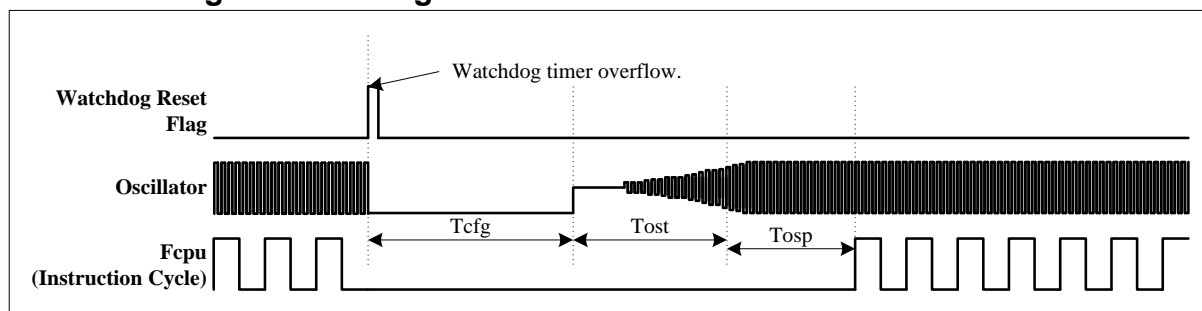 Watchdog timer overflow.
Watchdog Reset
Flag
Oscillator
Tcfg
Tost
Tosp
Fcpu
(Instruction Cycle)